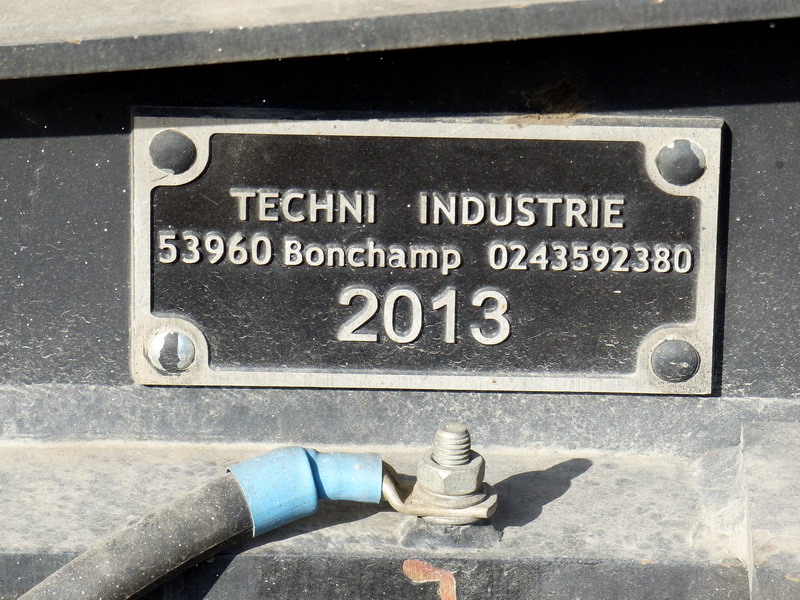 TECHNI INDUSTRIE
53960 Bonchamp 0243592380
2013